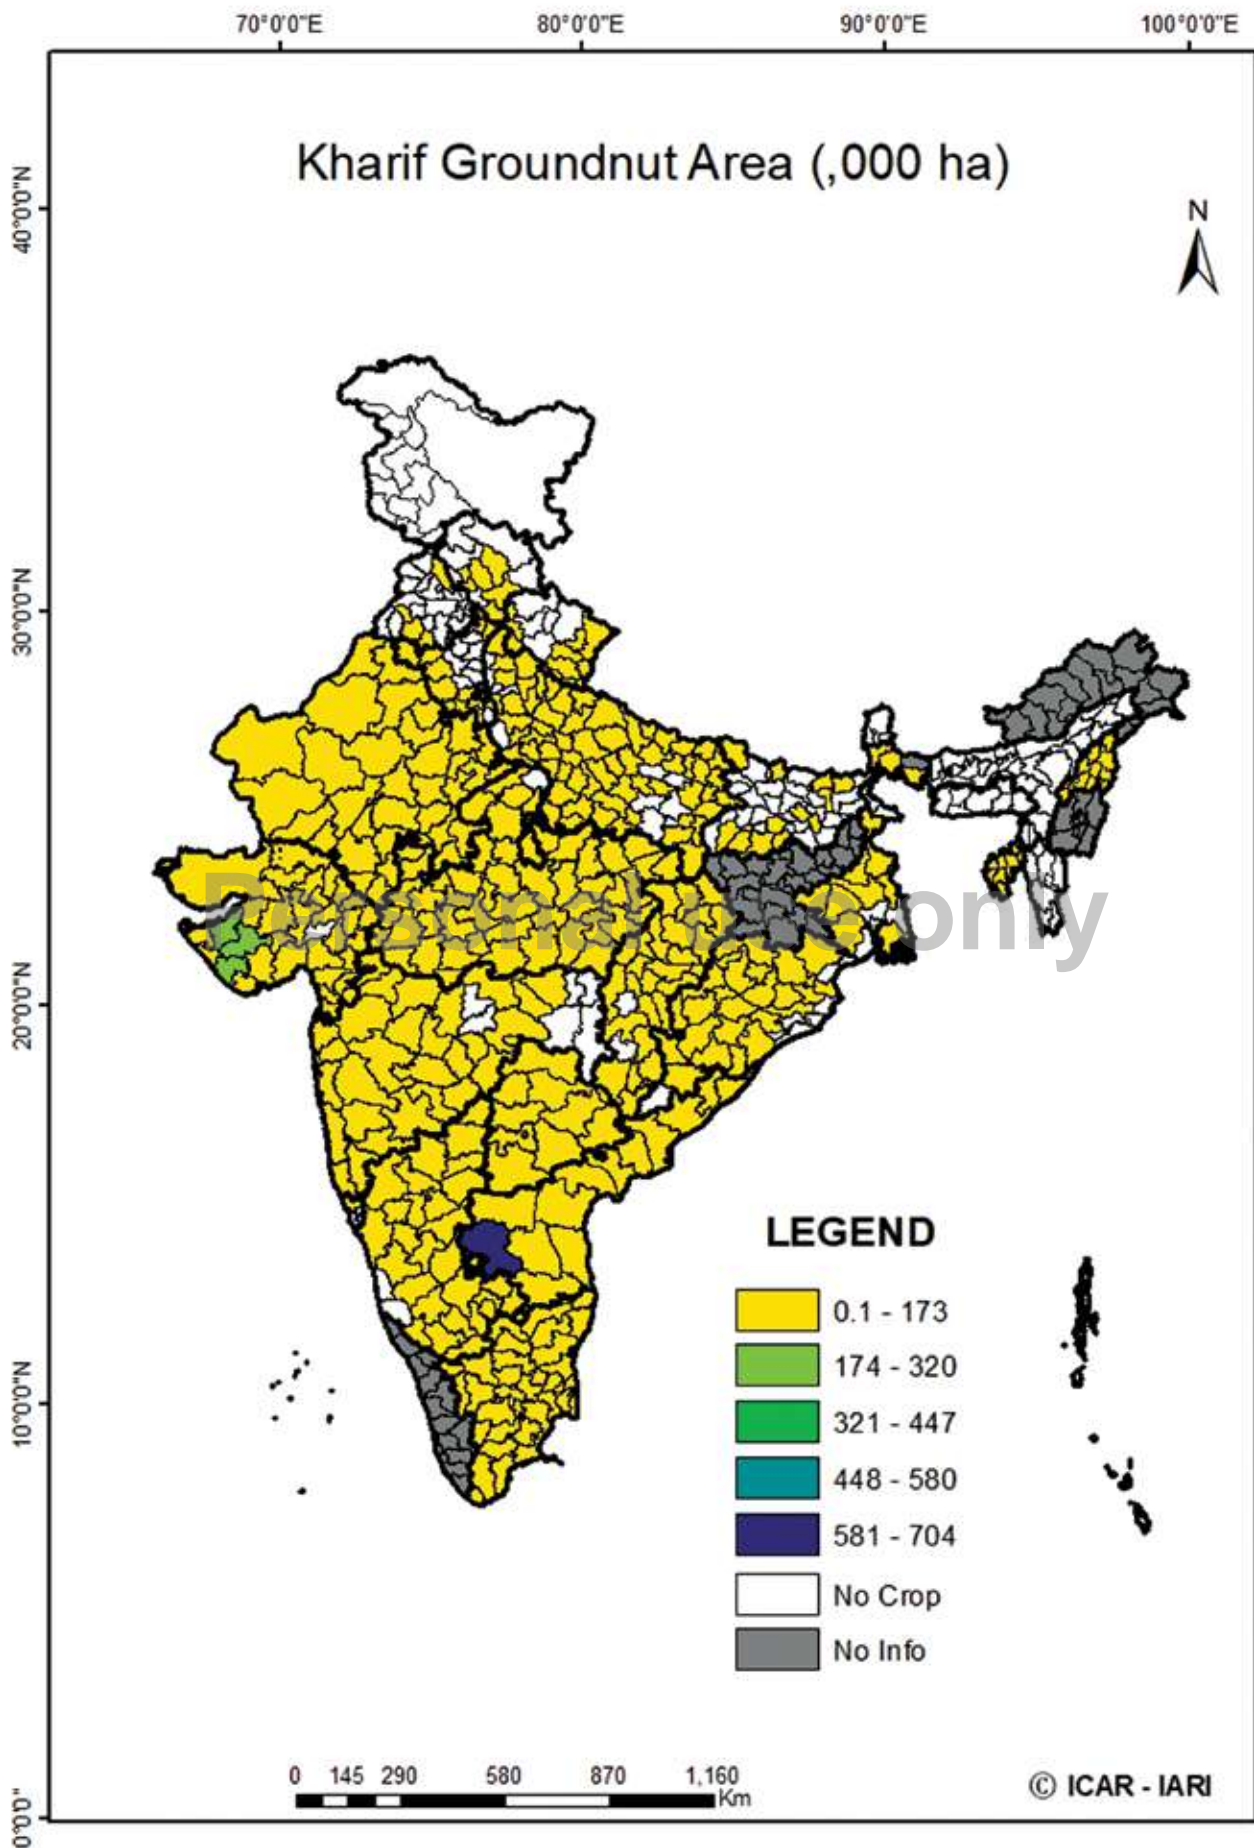 70°0'0"E 80°0'0"E 90°0'0"E 100°0'0"E
Kharif Groundnut Area (,000 ha)
N
40°0'0"N
30°0'0"N
20°0'0"N
10°0'0"N
0°0'0"
Personal use only
LEGEND
0.1 - 173
174 - 320
321 - 447
448 - 580
581 - 704
No Crop
No Info
0 145 290 580 870 1,160
Km
© ICAR - IARI